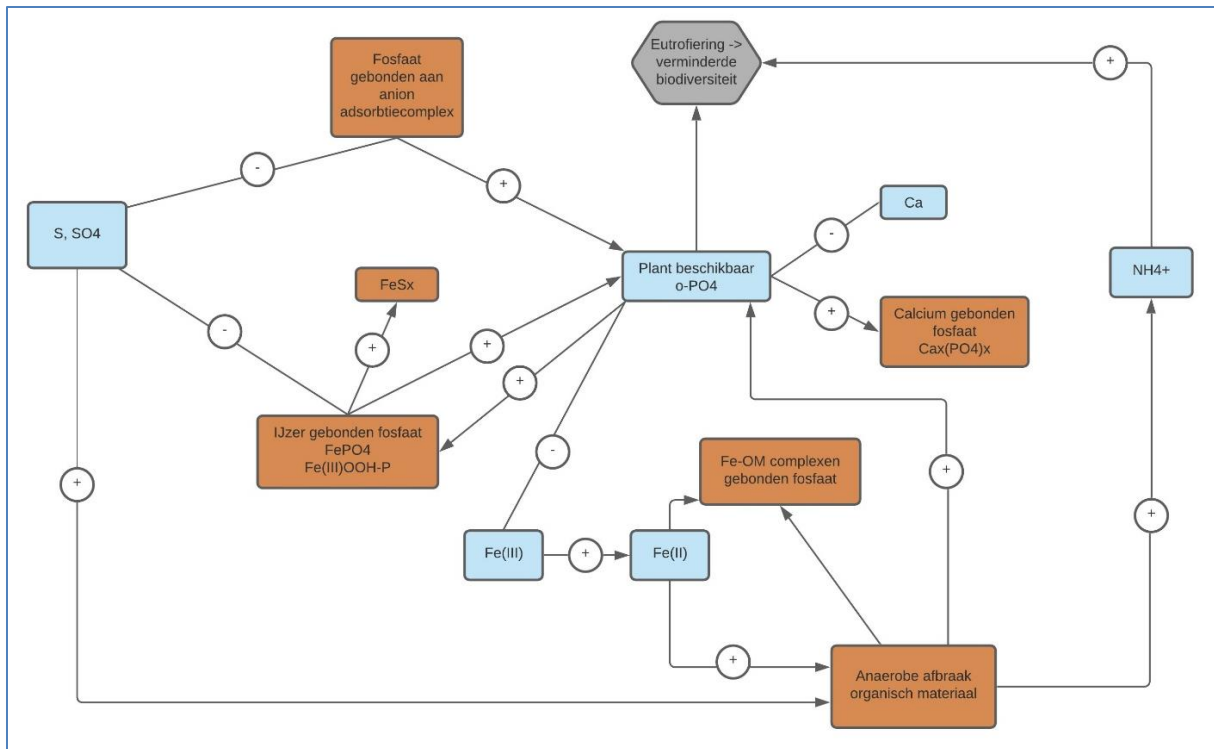 Fosfaat
gebonden aan
anion
adsorbtiecomplex
Eutrofiering ->
verminderde
biodiversiteit
+
-
+
Ca
S, SO4
-
Plant beschikbaar
o-PO4
NH4+
FeSx
-
+
+
+
Calcium gebonden
fosfaat
Cax(PO4)x
+
IJzer gebonden fosfaat
FePO4
Fe(III)OOH-P
-
Fe-OM complexen
gebonden fosfaat
+
+
+
Fe(III)
+
Fe(II)
+
Anaerobe afbraak
organisch materiaal